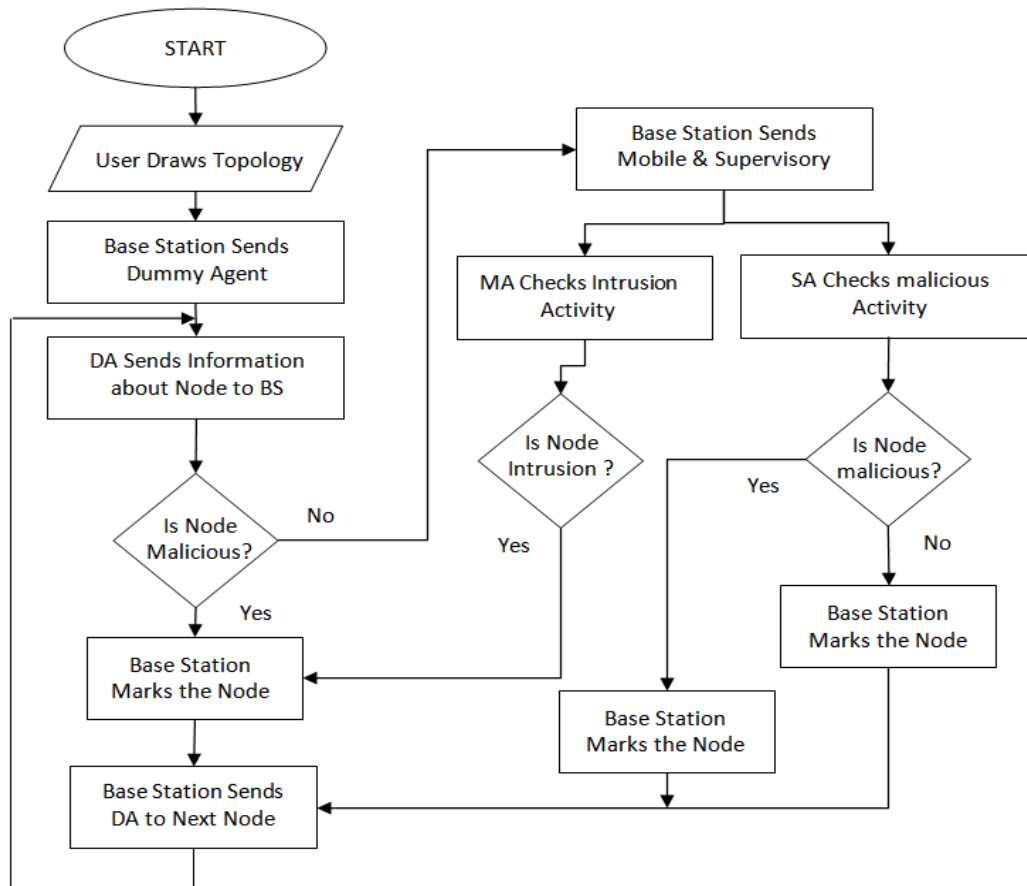 START
User Draws Topology
Base Station Sends
Dummy Agent
DA Sends Information
about Node to BS
Is Node
Malicious?
No
Yes
Base Station
Marks the Node
Base Station Sends
DA to Next Node
Base Station Sends
Mobile & Supervisory
MA Checks Intrusion
Activity
SA Checks malicious
Activity
Is Node
Intrusion ?
Yes
Is Node
malicious?
Yes
No
Base Station
Marks the Node
Base Station
Marks the Node